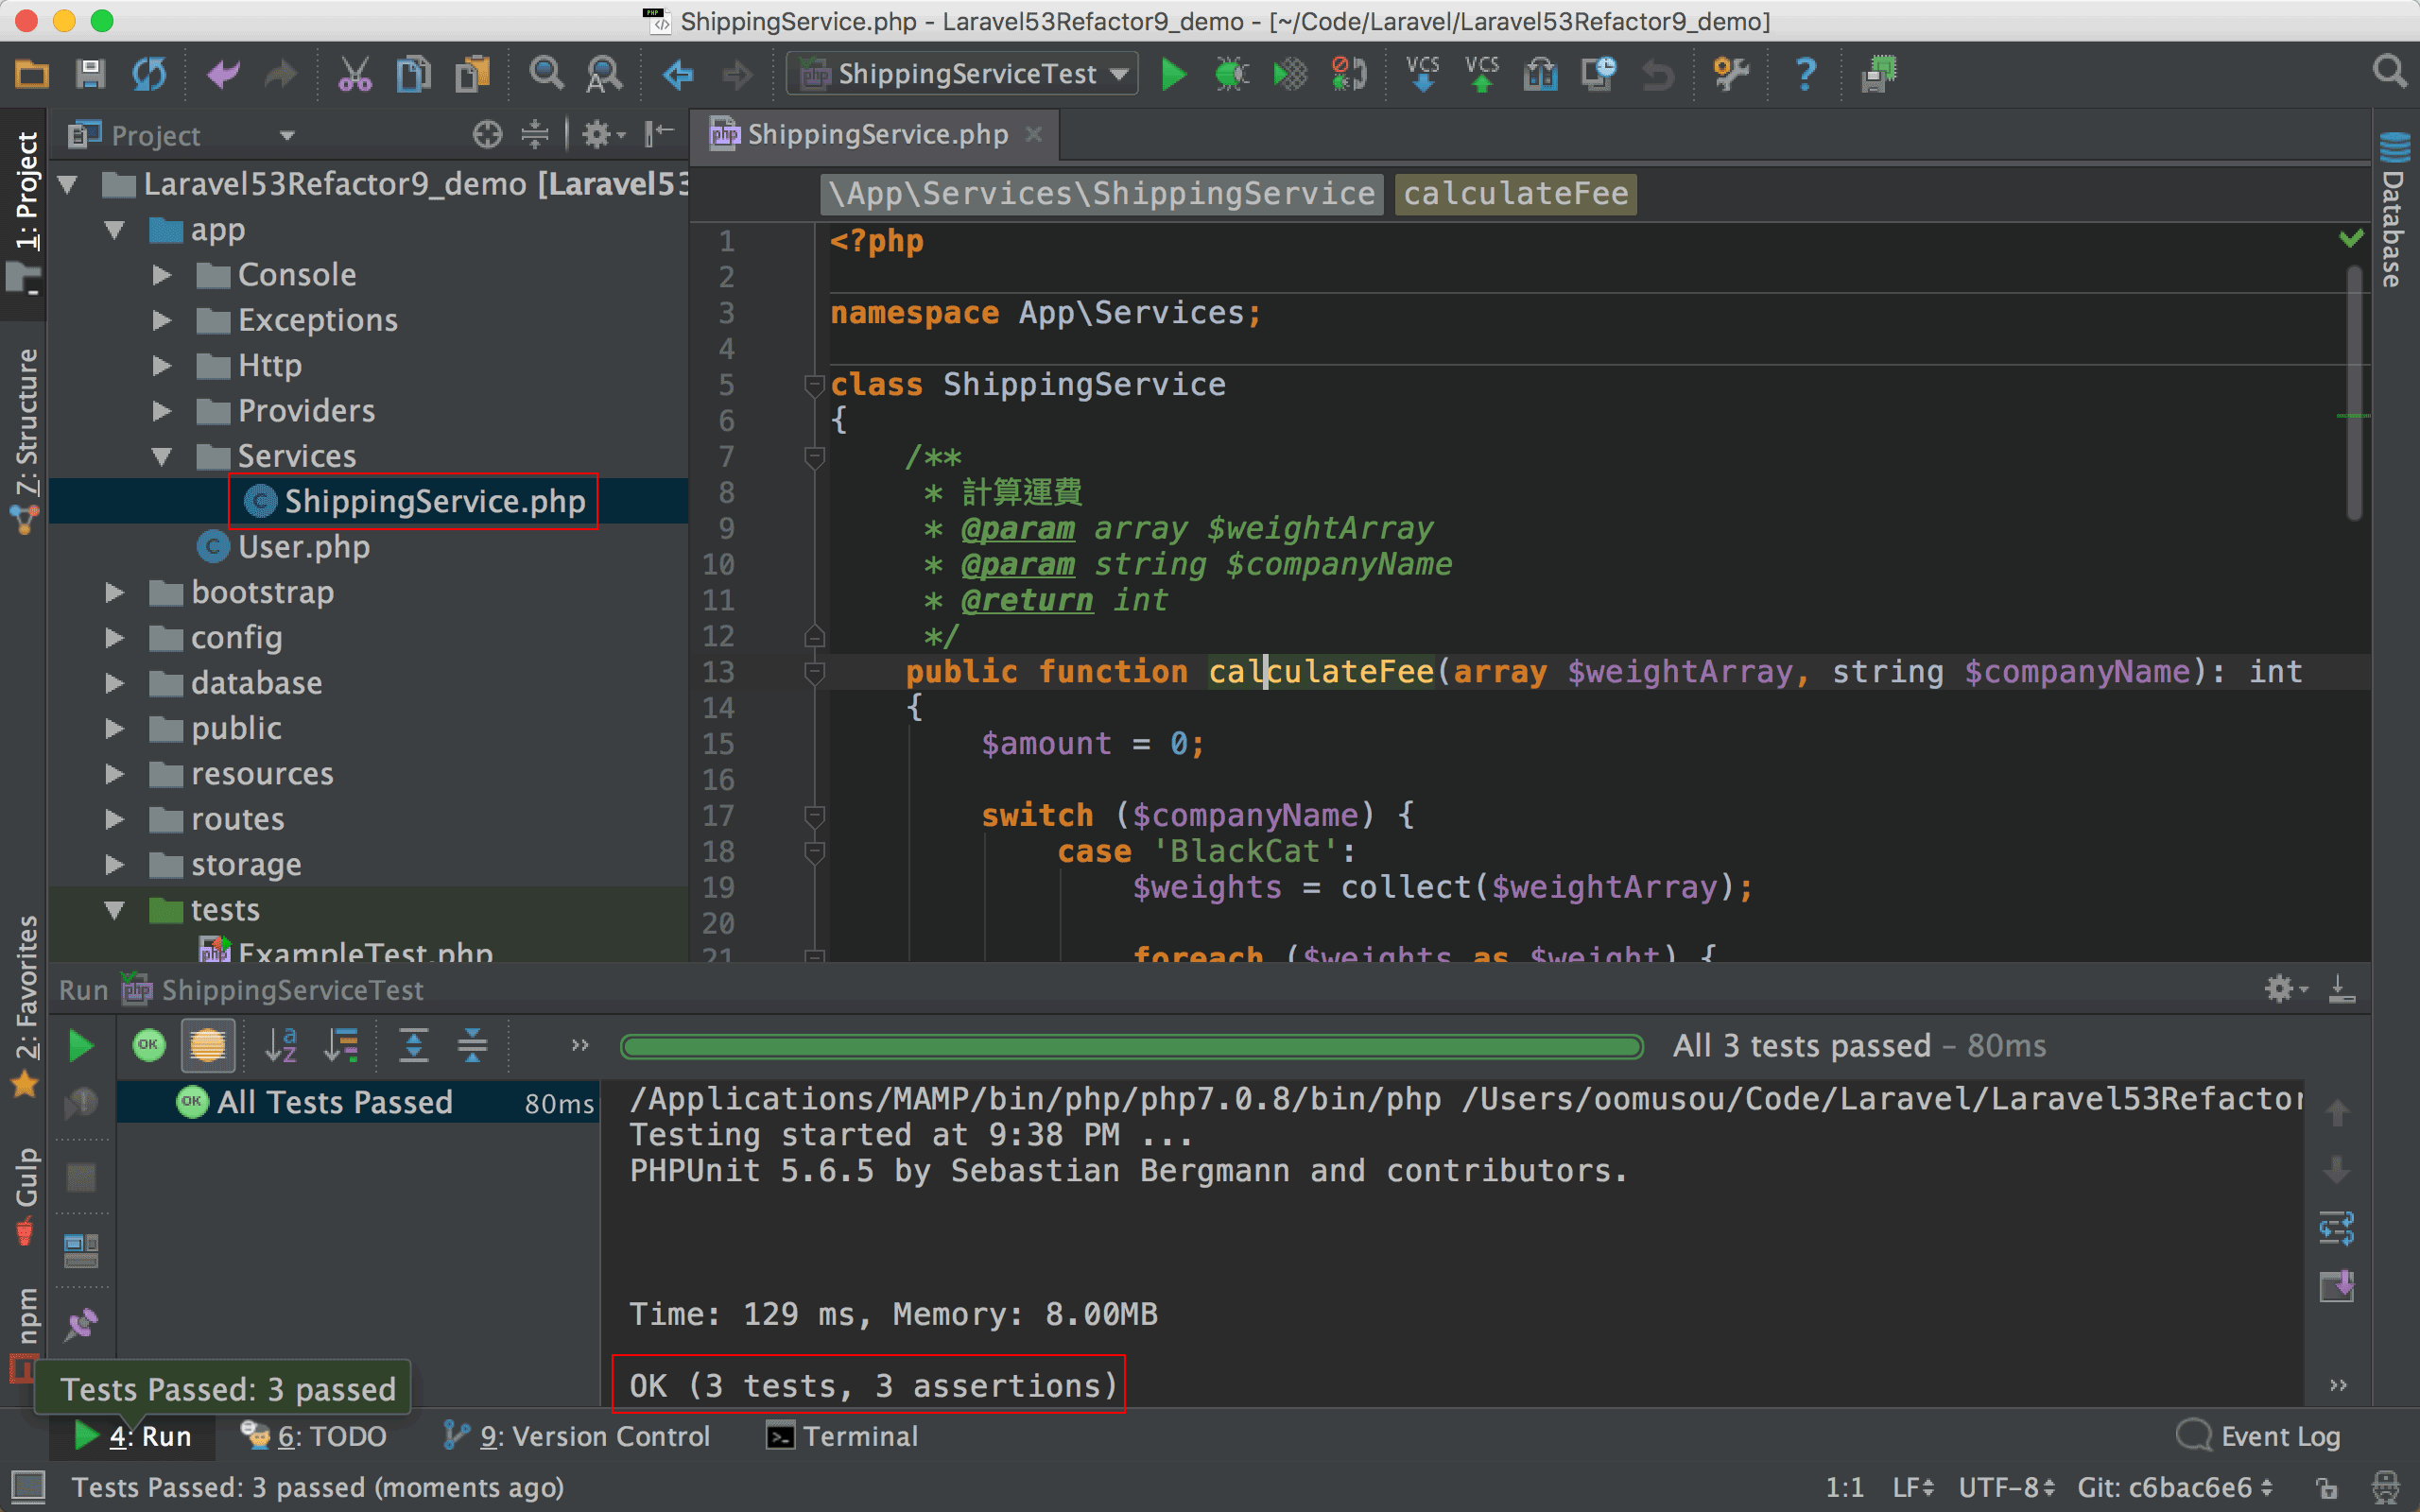 ShippingService.php - Laravel53Refactor9_demo - [~/Code/Laravel/Laravel53Refactor9_demo]
ShippingServiceTest
VCS
VCS
Project
ShippingService.php
1: Project
7: Structure
2: Favorites
Gulp
npm
Database
Laravel53Refactor9_demo [Laravel53
app
Console
Exceptions
Http
Providers
Services
ShippingService.php
User.php
bootstrap
config
database
public
resources
routes
storage
tests
ExampleTest.php
\App\Services\ShippingService calculateFee
1 <?php
2
3 namespace App\Services;
4
5 class ShippingService
6 {
7 /**
8 * 計算運費
9 * @param array $weightArray
10 * @param string $companyName
11 * @return int
12 */
13 public function calculateFee(array $weightArray, string $companyName): int
14 {
15 $amount = 0;
16
17 switch ($companyName) {
18 case 'BlackCat':
19 $weights = collect($weightArray);
20
21 foreach ($weights as $weight) {
Run ShippingServiceTest
All 3 tests passed – 80ms
All Tests Passed 80ms
/Applications/MAMP/bin/php/php7.0.8/bin/php /Users/oomusou/Code/Laravel/Laravel53Refactor
Testing started at 9:38 PM ...
PHPUnit 5.6.5 by Sebastian Bergmann and contributors.
Time: 129 ms, Memory: 8.00MB
OK (3 tests, 3 assertions)
Tests Passed: 3 passed
4: Run
6: TODO
9: Version Control
Terminal
Event Log
Tests Passed: 3 passed (moments ago)
1:1 LF UTF-8 Git: c6bac6e6